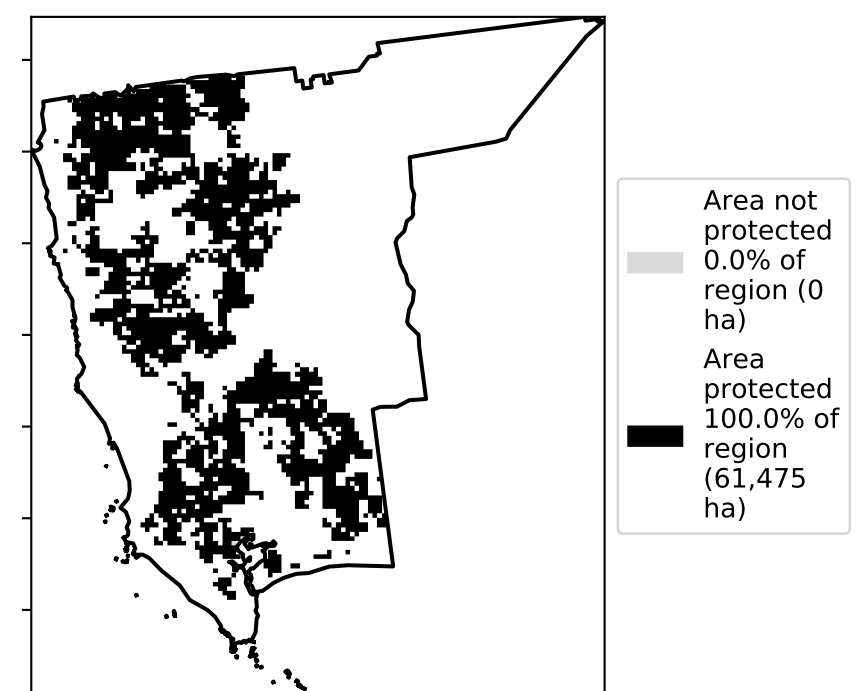 Area not
protected
0.0% of
region (0
ha)
Area
protected
100.0% of
region
(61,475
ha)